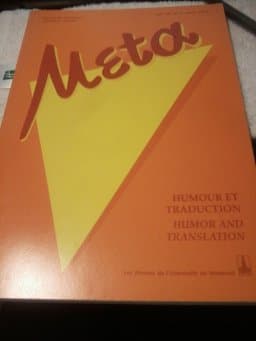 Meta
HUMOUR ET
TRADUCTION
HUMOR AND
TRANSLATION
Les Presses de l'Université de Montréal